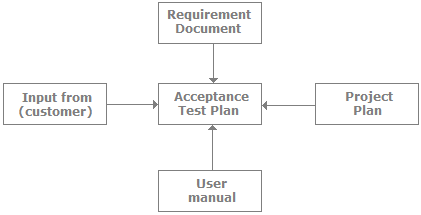 Requirement
Document
Input from
(customer)
Acceptance
Test Plan
Project
Plan
User
manual